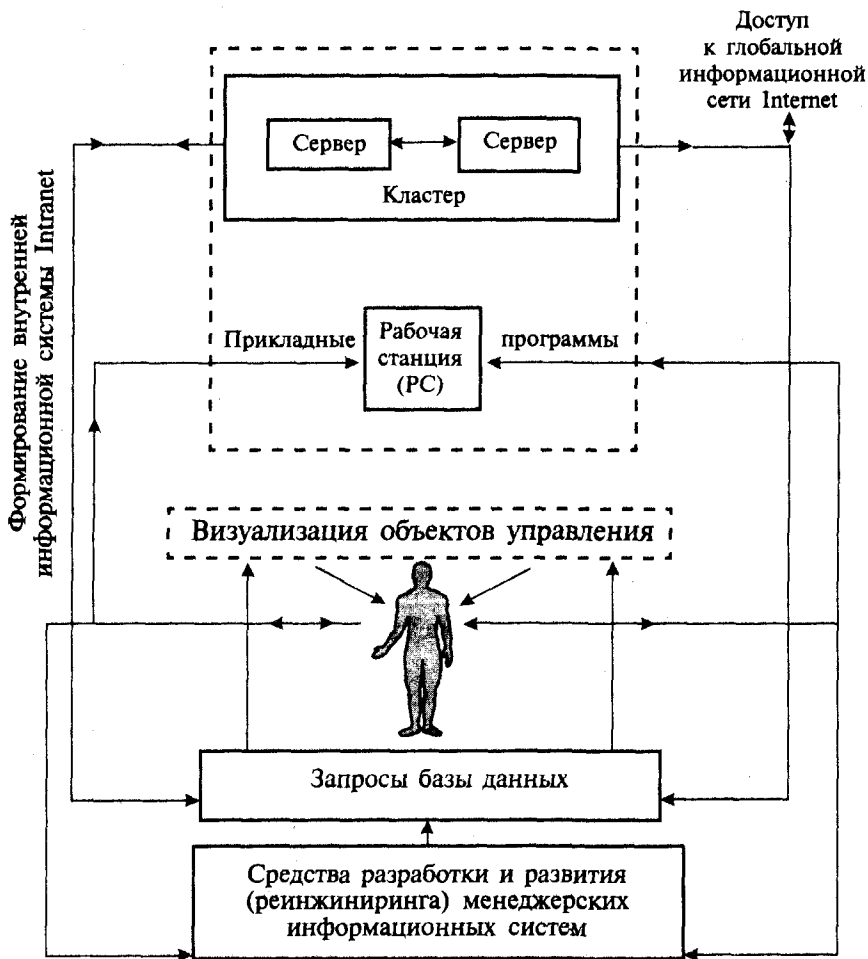 Доступ
к глобальной
информационной
сети Internet
Сервер
Сервер
Кластер
Формирование внутренней
информационной системы Intranet
Прикладные
Рабочая
станция
(РС)
программы
Визуализация объектов управления
Запросы базы данных
Средства разработки и развития
(реинжиниринга) менеджерских
информационных систем